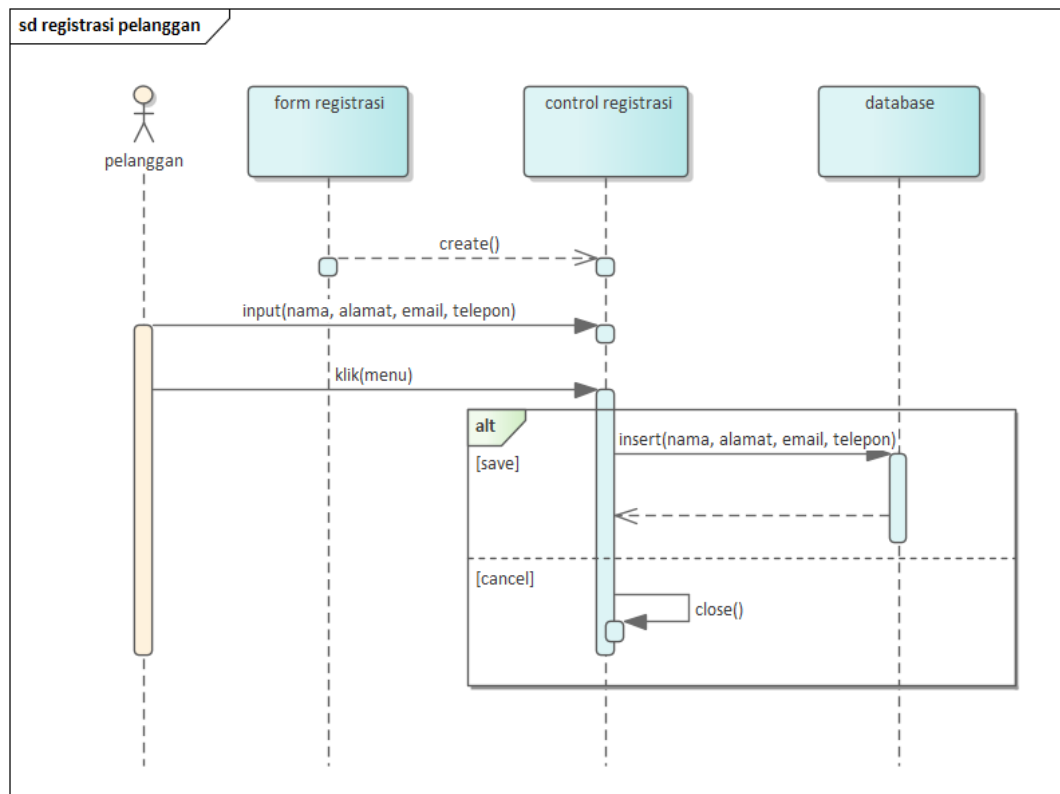 sd registrasi pelanggan
form registrasi
control registrasi
database
pelanggan
create()
input(nama, alamat, email, telepon)
klik(menu)
alt
insert(nama, alamat, email, telepon)
[save]
[cancel]
close()